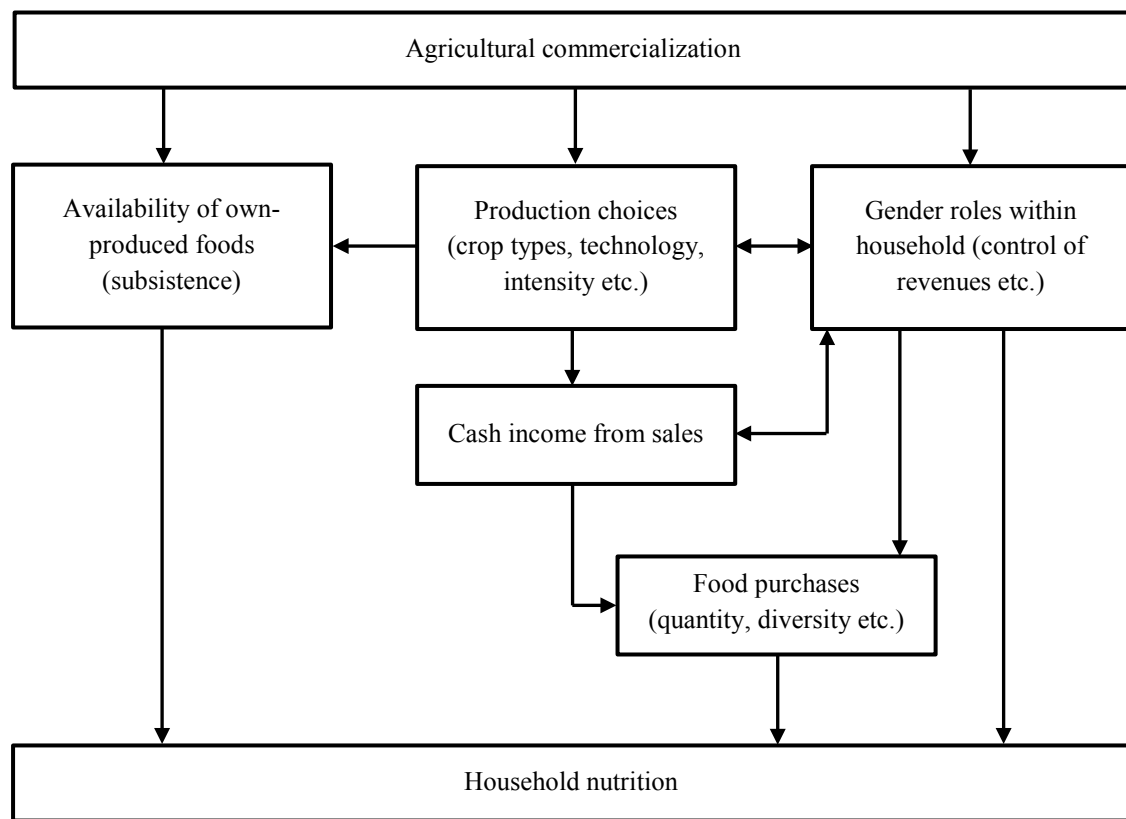 Agricultural commercialization
Availability of own-
produced foods
(subsistence)
Production choices
(crop types, technology,
intensity etc.)
Gender roles within
household (control of
revenues etc.)
Cash income from sales
Food purchases
(quantity, diversity etc.)
Household nutrition